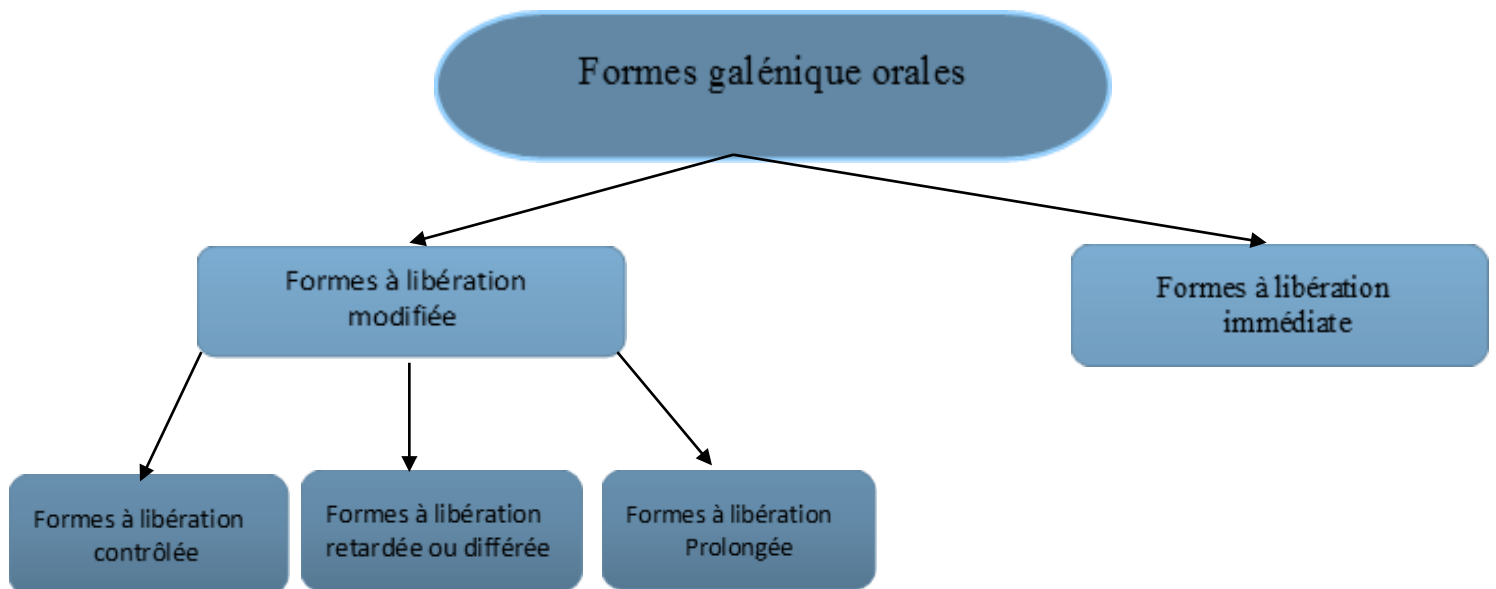 Formes galénique orales
Formes à libération
modifiée
Formes à libération
immédiate
Formes à libération
contrôlée
Formes à libération
retardée ou différée
Formes à libération
Prolongée